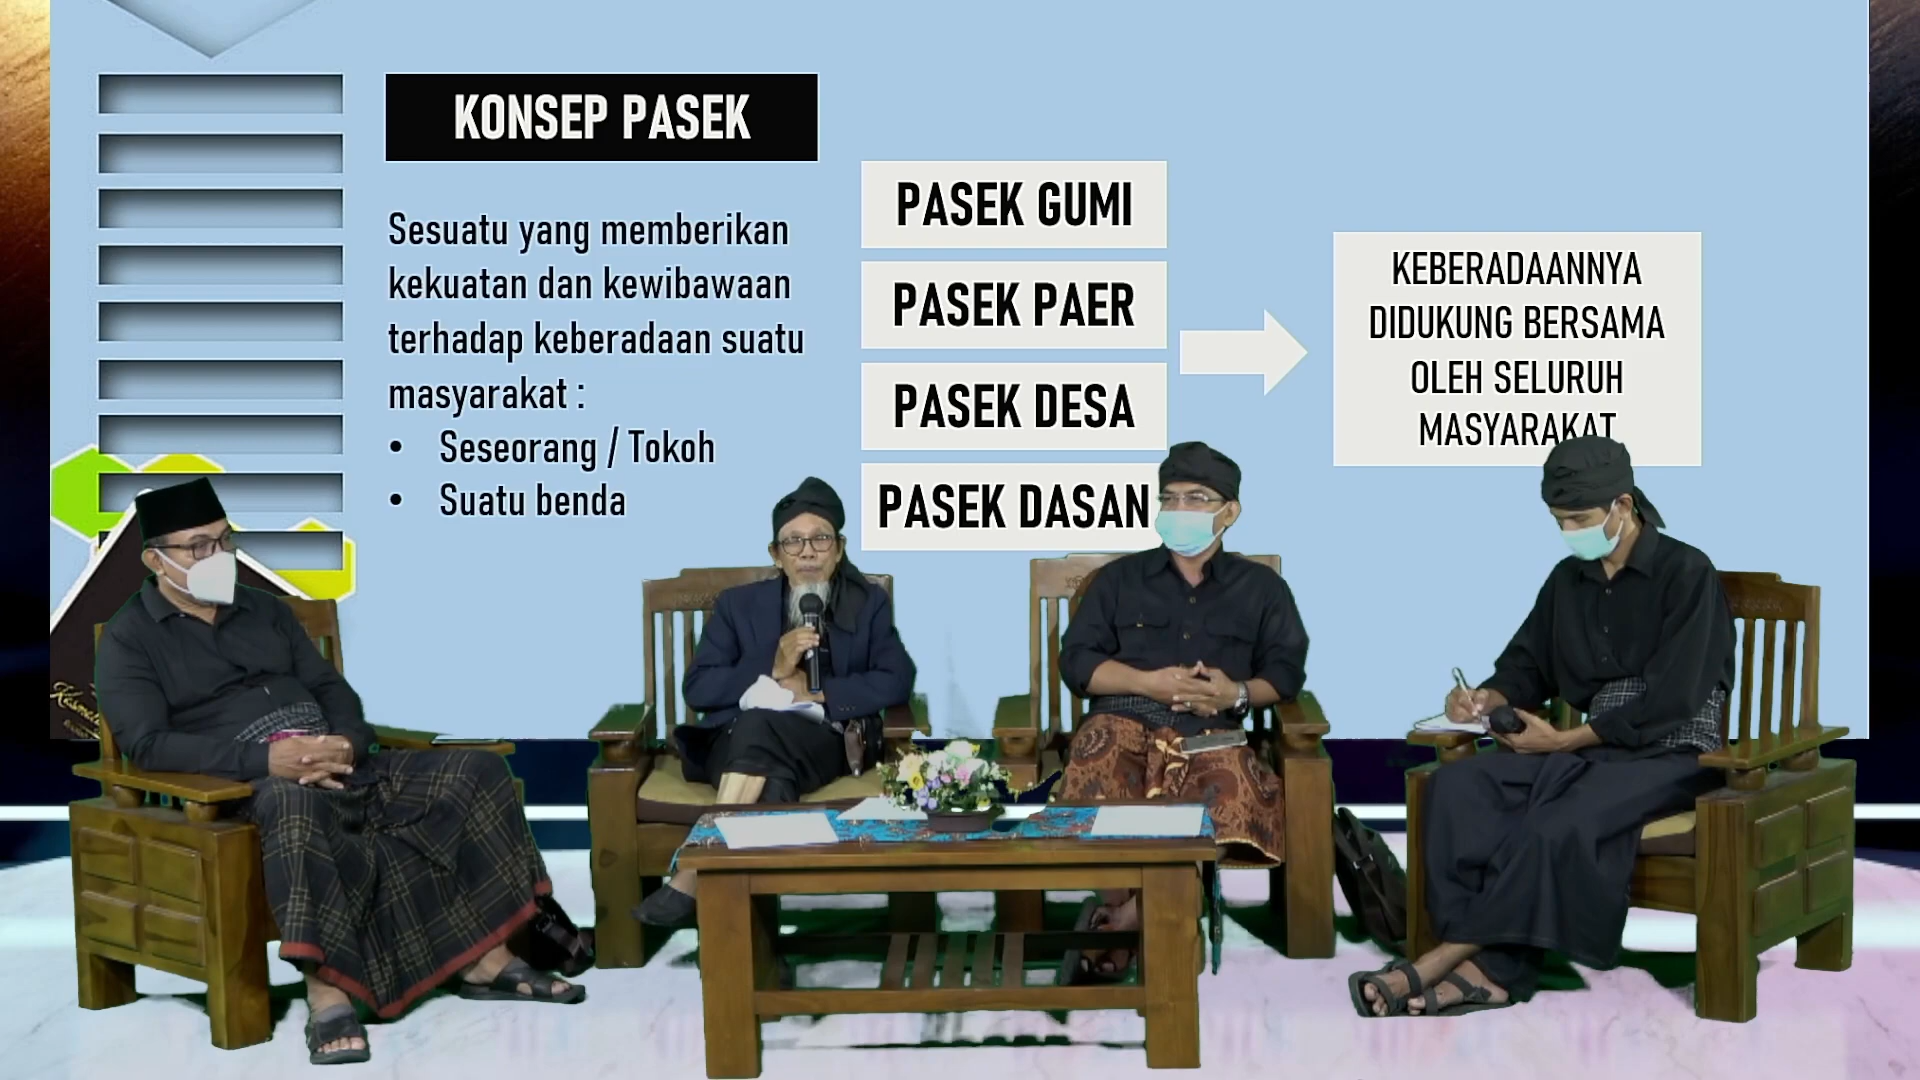 KONSEP PASEK
Sesuatu yang memberikan
kekuatan dan kewibawaan
terhadap keberadaan suatu
masyarakat :
• Seseorang / Tokoh
• Suatu benda
PASEK GUMI
PASEK PAER
PASEK DESA
PASEK DASAN
KEBERADAANNYA
DIDUKUNG BERSAMA
OLEH SELURUH
MASYARAKAT